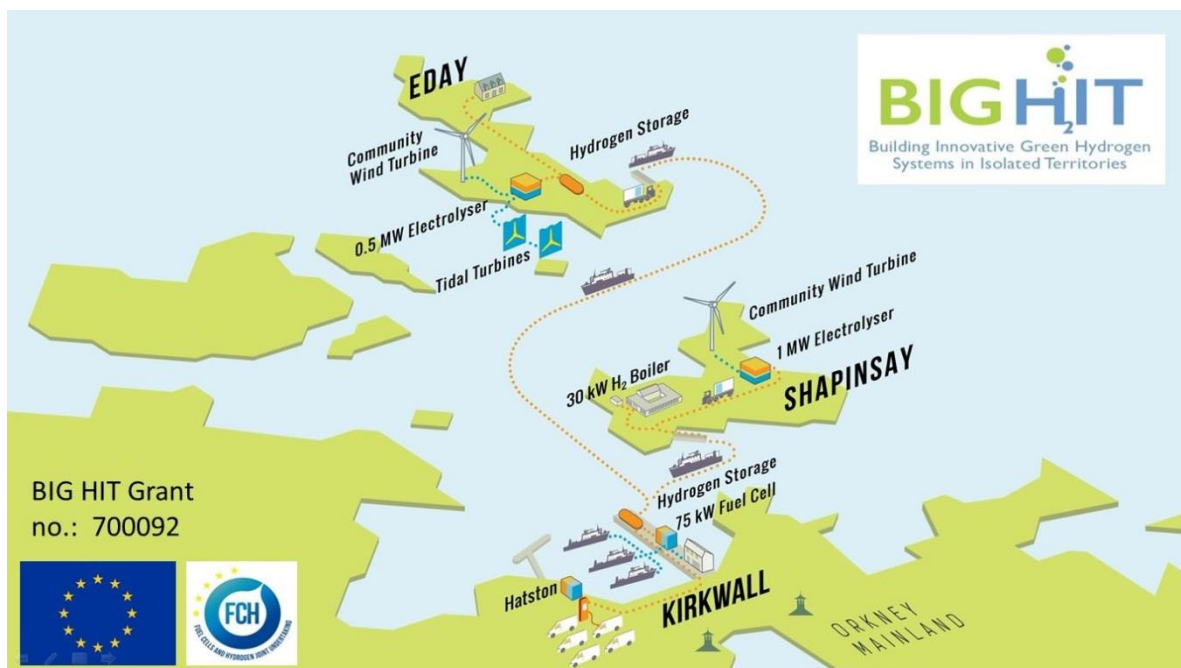 EDAY
Community
Wind Turbine
Hydrogen Storage
0.5 MW Electrolyser
Tidal Turbines
BIG H2IT
Building Innovative Green Hydrogen
Systems in Isolated Territories
Community Wind Turbine
1 MW Electrolyser
30 kW H₂ Boiler
SHAPINSAY
Hydrogen Storage
75 kW Fuel Cell
Hatston
KIRKWALL
ORKNEY
MAINLAND
BIG HIT Grant
no.: 700092
FCH
FUEL CELLS AND HYDROGEN JOINT UNDERTAKING